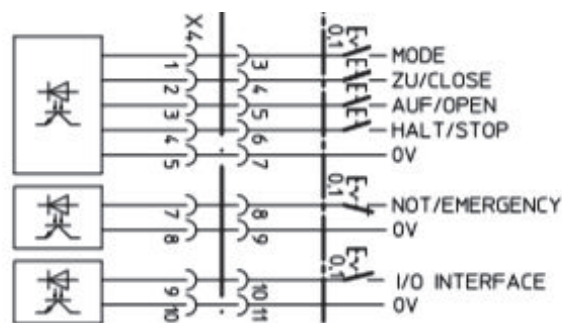 X4
0,1
1 3 MODE
2 4 ZU/CLOSE
3 5 AUF/OPEN
4 6 HALT/STOP
5 7 0V
0,1
7 8 NOT/EMERGENCY
8 9 0V
0,1
9 10 I/O INTERFACE
10 11 0V